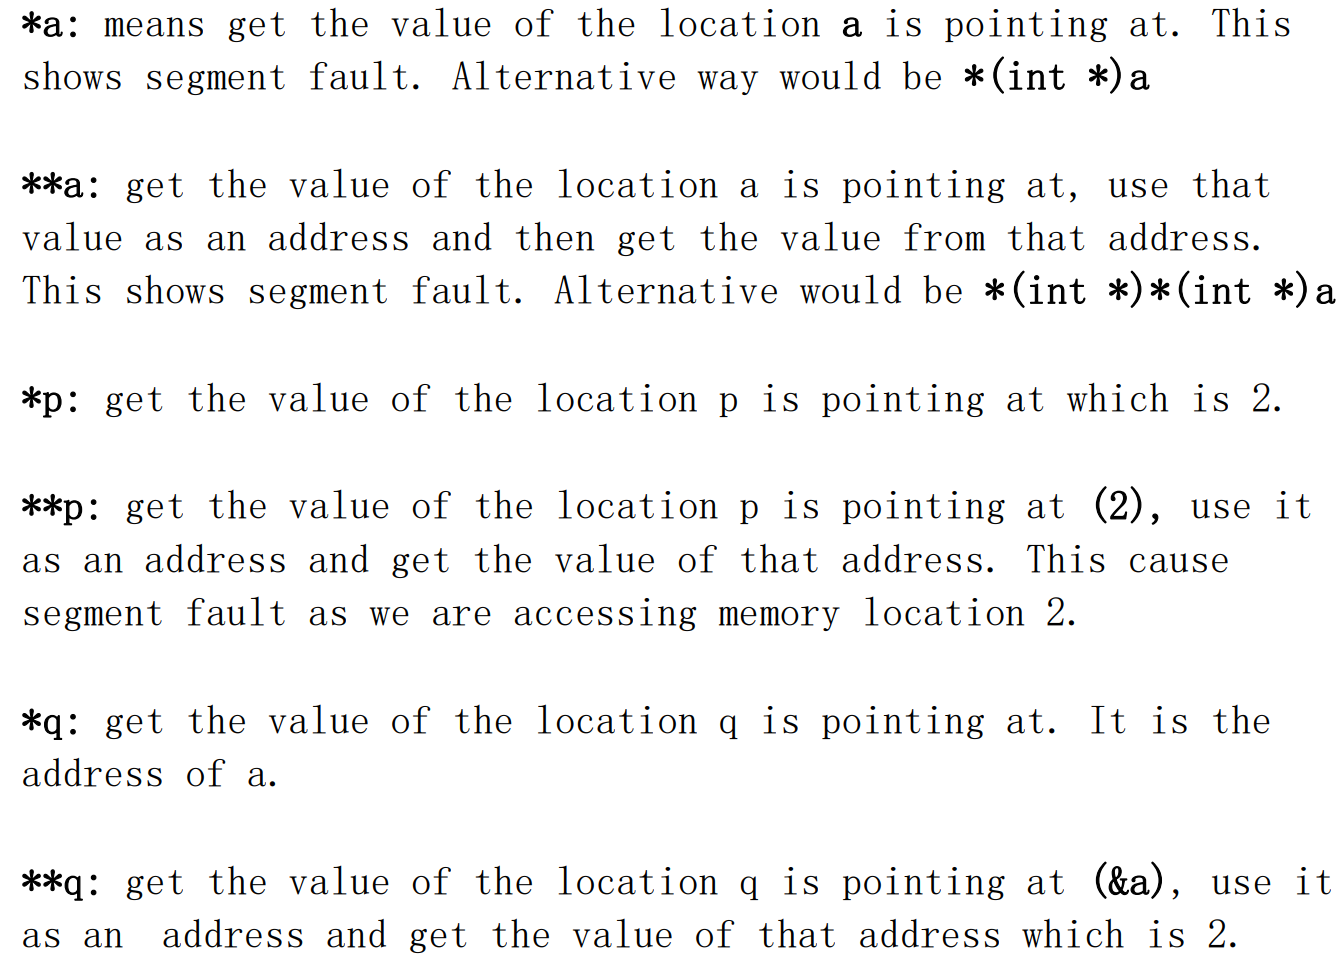 *a: means get the value of the location a is pointing at. This
shows segment fault. Alternative way would be *(int *)a
**a: get the value of the location a is pointing at, use that
value as an address and then get the value from that address.
This shows segment fault. Alternative would be *(int *)*(int *)a
*p: get the value of the location p is pointing at which is 2.
**p: get the value of the location p is pointing at (2), use it
as an address and get the value of that address. This cause
segment fault as we are accessing memory location 2.
*q: get the value of the location q is pointing at. It is the
address of a.
**q: get the value of the location q is pointing at (&a), use it
as an address and get the value of that address which is 2.